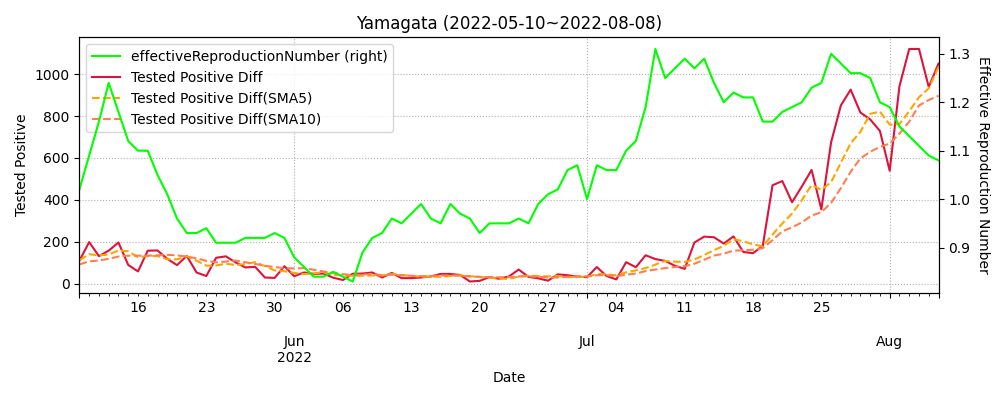 Yamagata (2022-05-10~2022-08-08)
effectiveReproductionNumber (right)
Tested Positive Diff
Tested Positive Diff(SMA5)
Tested Positive Diff(SMA10)
Tested Positive
1000
800
600
400
200
0
1.3
1.2
1.1
1.0
0.9
Effective Reproduction Number
16 23 30 06 13 20 27 04 11 18 25
Jun Jul Aug
2022
Date